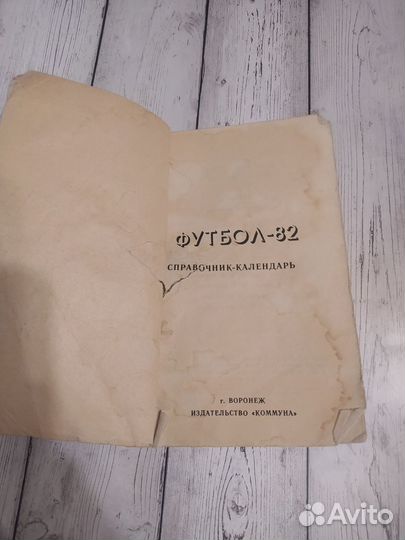 ФУТБОЛ-82
СПРАВОЧНИК-КАЛЕНДАРЬ
г. ВОРОНЕЖ
ИЗДАТЕЛЬСТВО «КОММУНА»
Avito